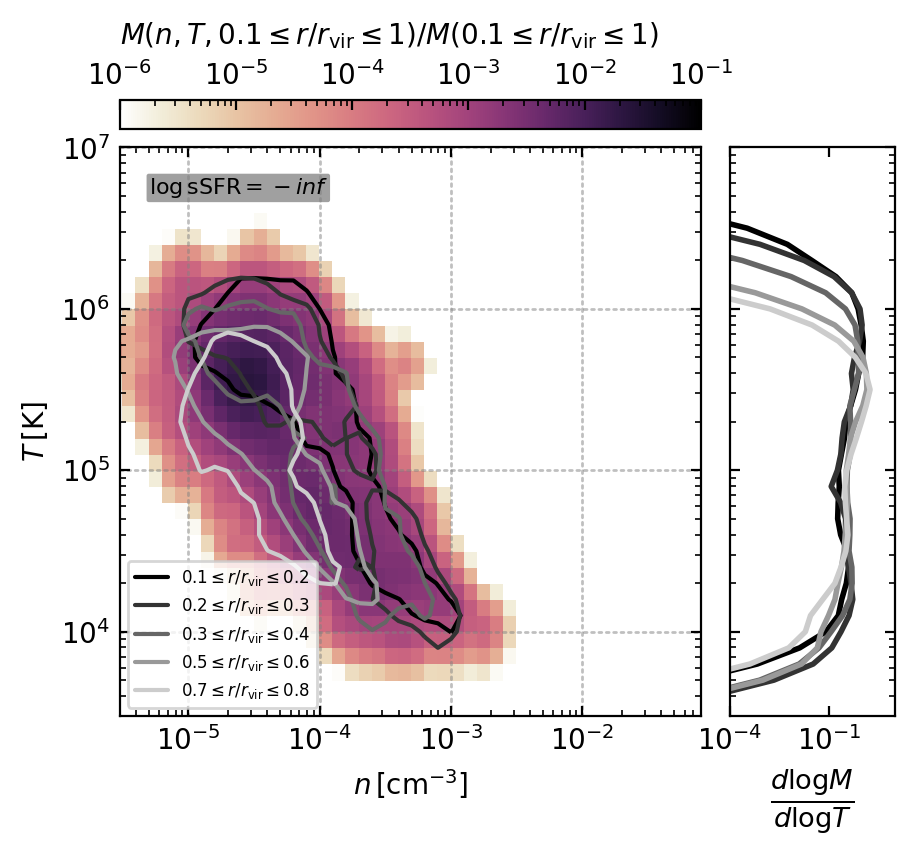 M(n, T, 0.1 ≤ r/r_vir ≤ 1)/M(0.1 ≤ r/r_vir ≤ 1)
10^-6 10^-5 10^-4 10^-3 10^-2 10^-1
10^7
log sSFR = −inf
10^6
T [K]
10^5
10^4
0.1 ≤ r/r_vir ≤ 0.2
0.2 ≤ r/r_vir ≤ 0.3
0.3 ≤ r/r_vir ≤ 0.4
0.5 ≤ r/r_vir ≤ 0.6
0.7 ≤ r/r_vir ≤ 0.8
10^-5 10^-4 10^-3 10^-2
10^-4 10^-1
n [cm^-3]
dlogM
dlogT